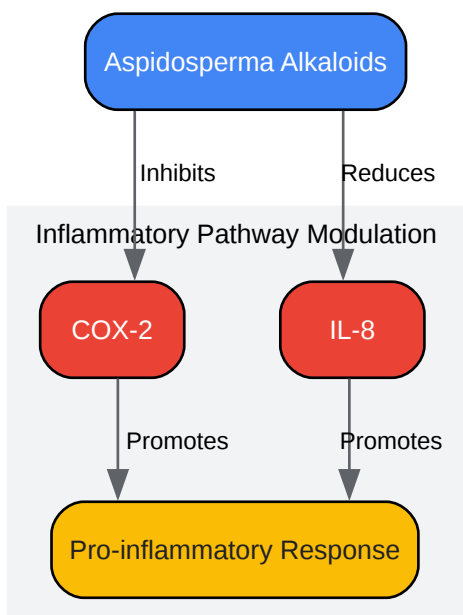 Aspidosperma Alkaloids
Inhibits
Reduces
Inflammatory Pathway Modulation
COX-2
IL-8
Promotes
Promotes
Pro-inflammatory Response